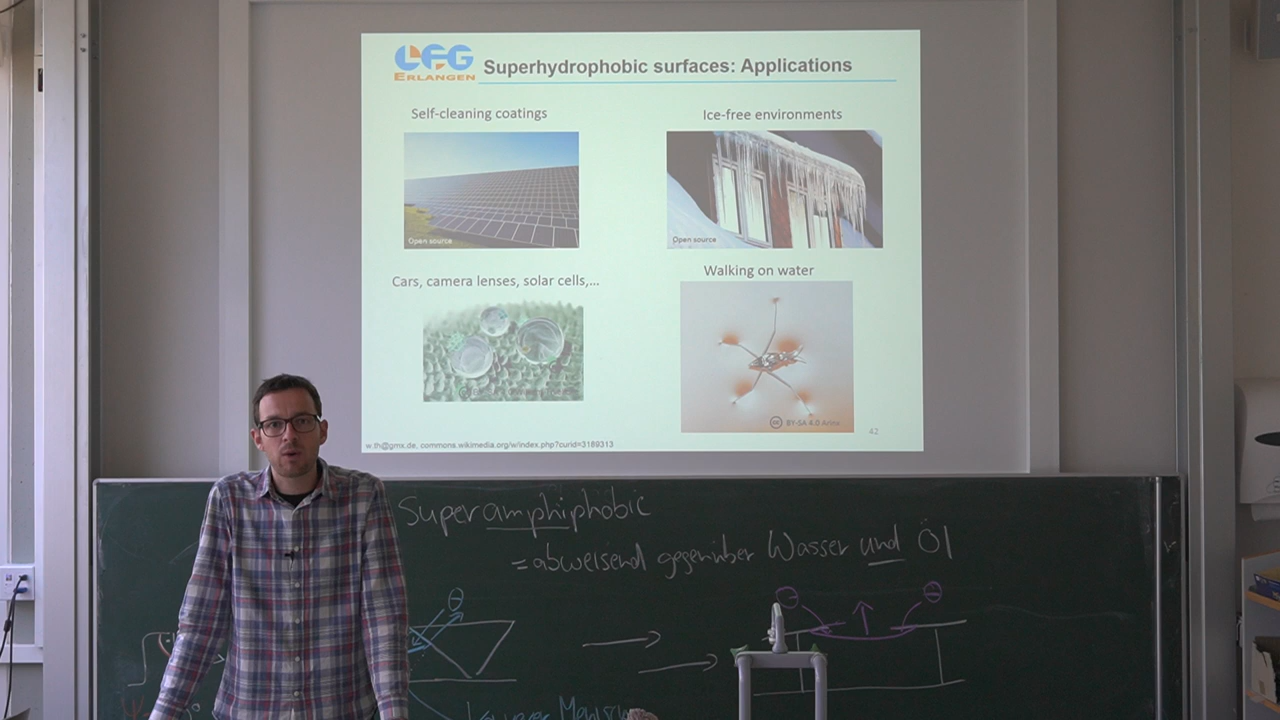 LFG
ERLANGEN
Superhydrophobic surfaces: Applications
Self-cleaning coatings
Ice-free environments
Open source
Open source
Cars, camera lenses, solar cells,...
Walking on water
BY-SA 4.0 Arins
42
w.th@gmx.de, commons.wikimedia.org/w/index.php?curid=3189313
Superamphiphobic
= abweisend gegenüber Wasser und Öl